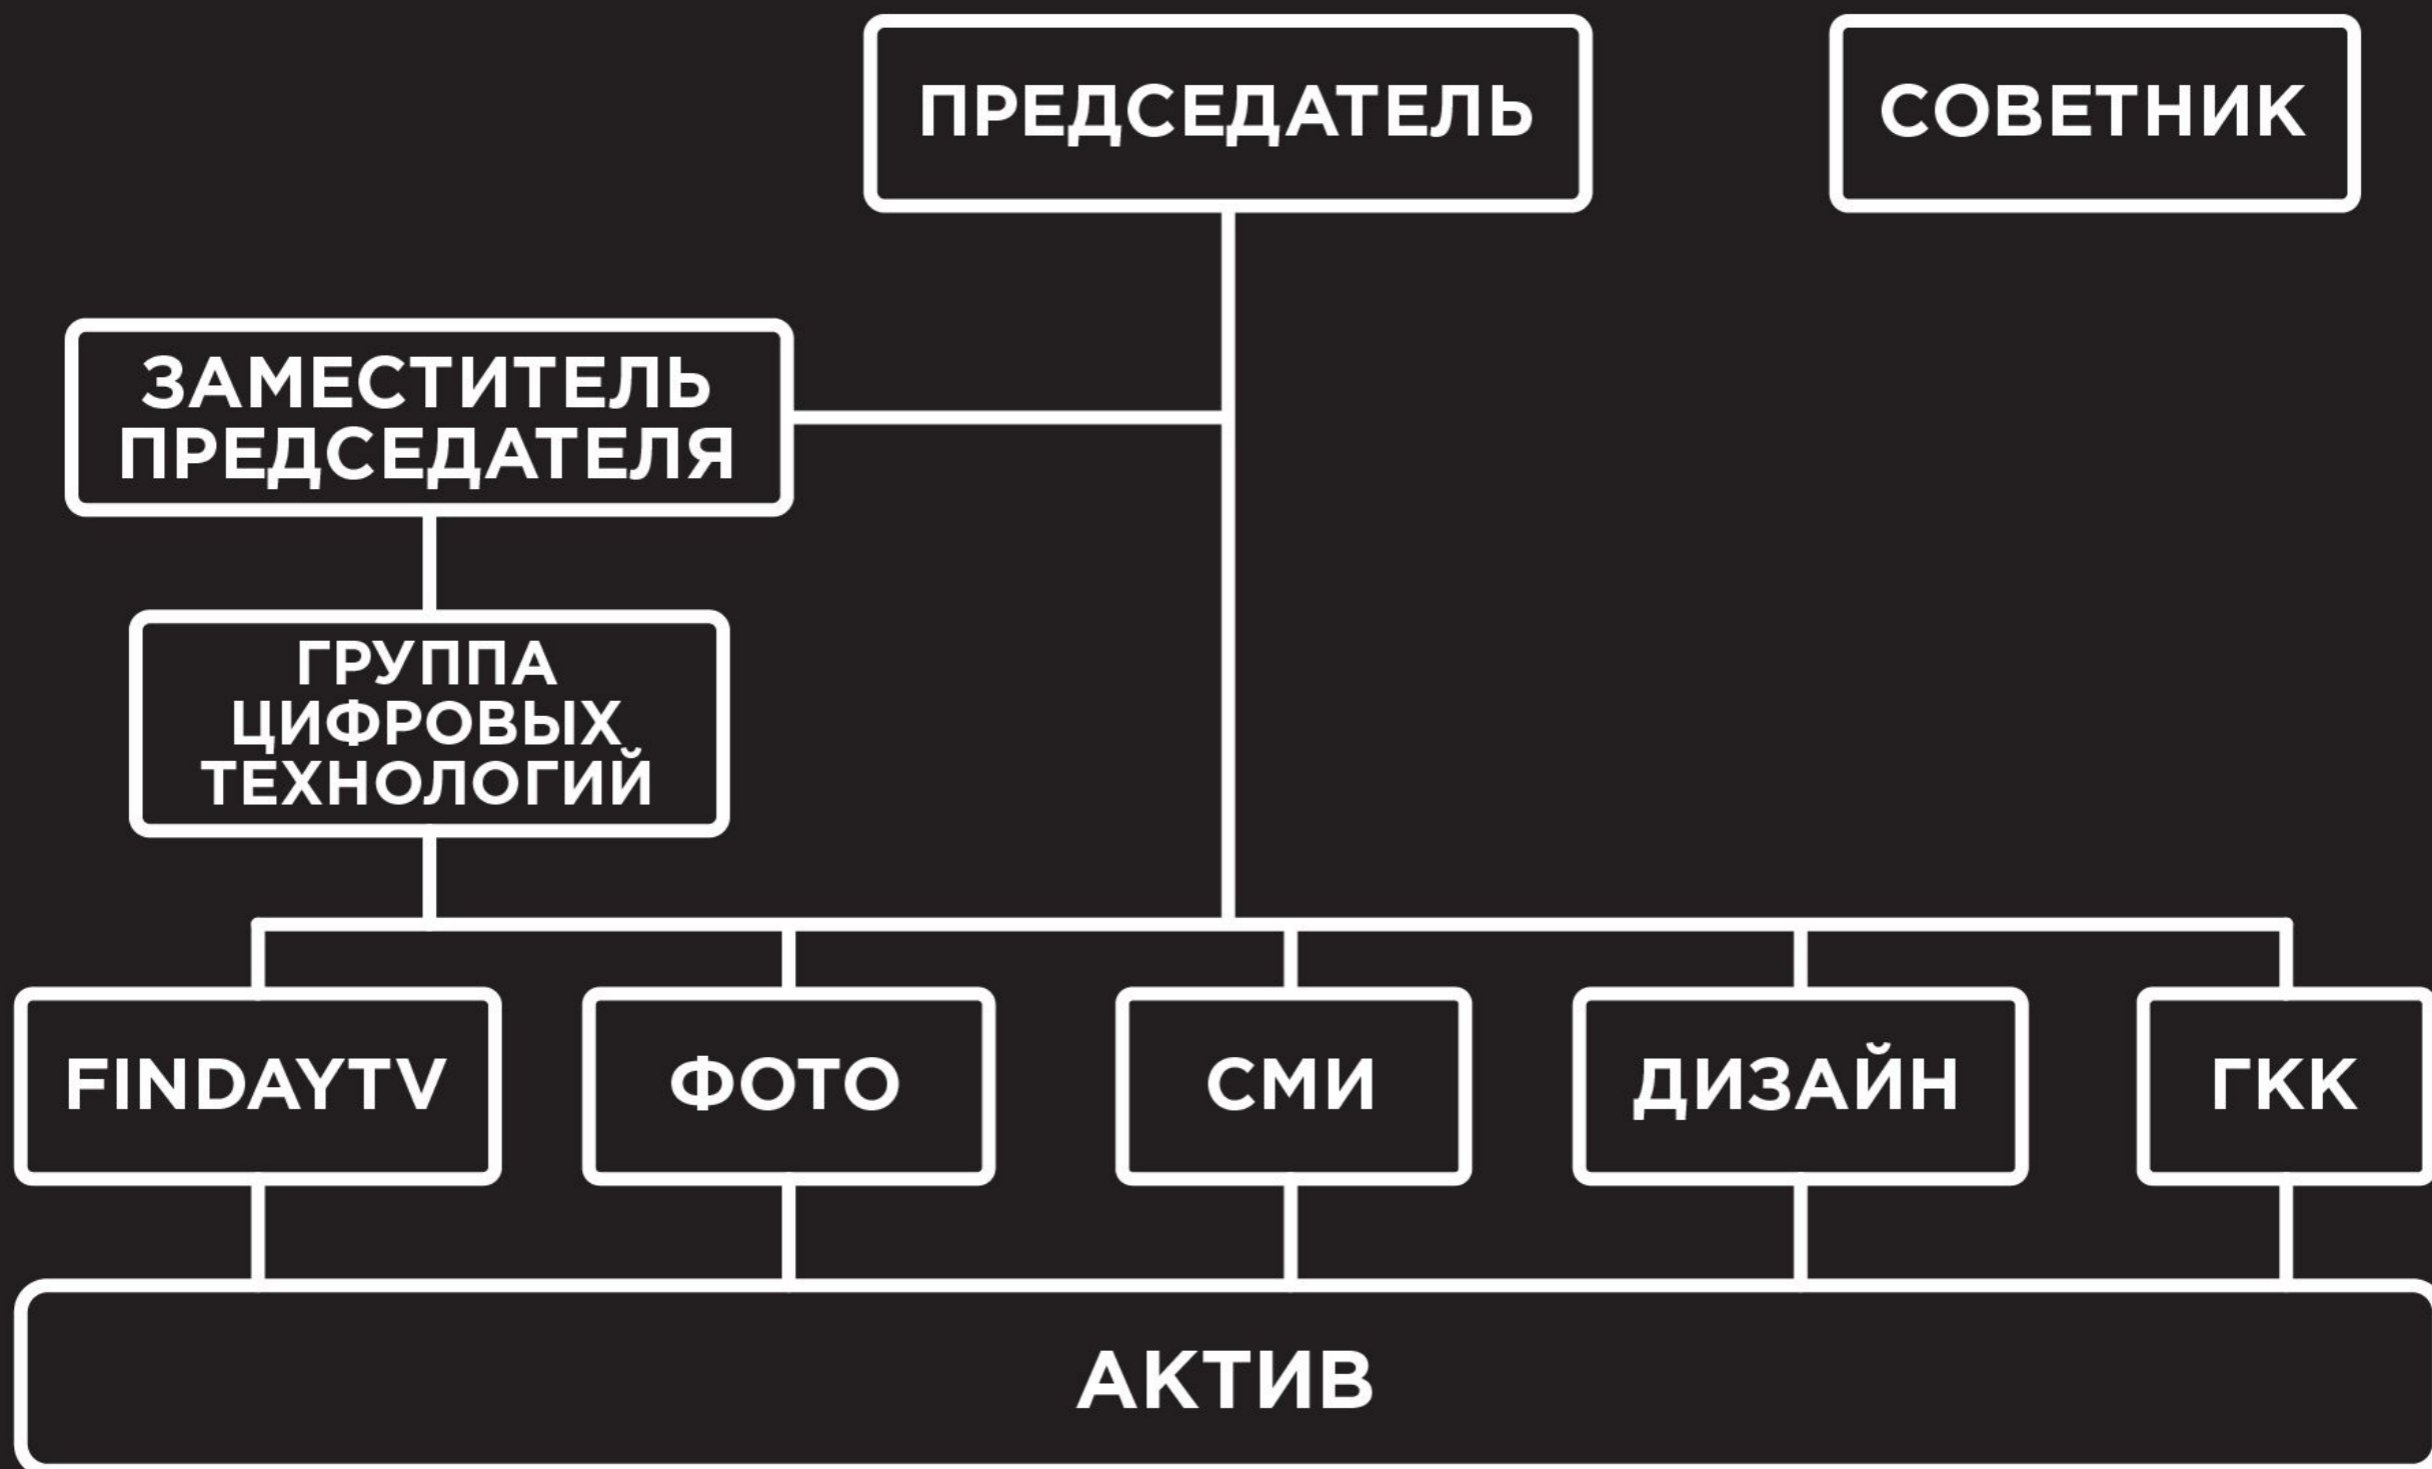 ПРЕДСЕДАТЕЛЬ
СОВЕТНИК
ЗАМЕСТИТЕЛЬ
ПРЕДСЕДАТЕЛЯ
ГРУППА
ЦИФРОВЫХ
ТЕХНОЛОГИЙ
FINDAYTV
ФОТО
СМИ
ДИЗАЙН
ГКК
АКТИВ